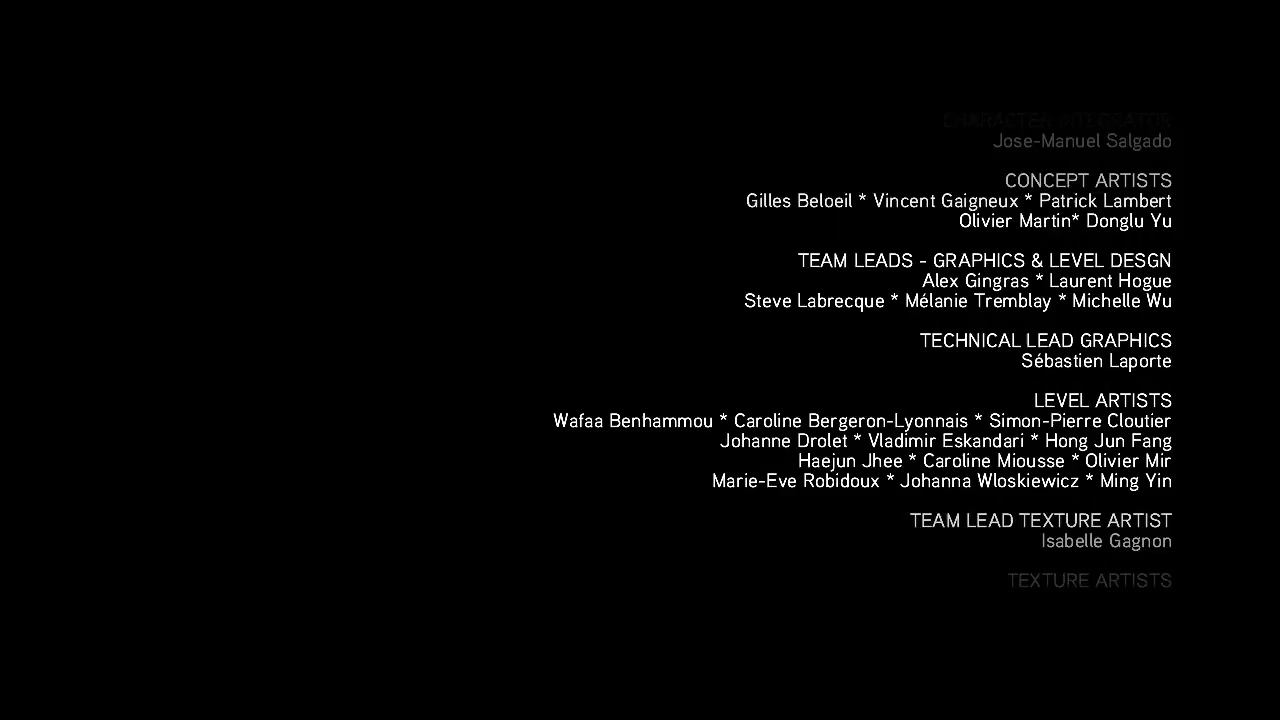 CHARACTER INTEGRATOR
Jose-Manuel Salgado
CONCEPT ARTISTS
Gilles Beloeil * Vincent Gaigneux * Patrick Lambert
Olivier Martin* Donglu Yu
TEAM LEADS - GRAPHICS & LEVEL DESGN
Alex Gingras * Laurent Hogue
Steve Labrecque * Mélanie Tremblay * Michelle Wu
TECHNICAL LEAD GRAPHICS
Sébastien Laporte
LEVEL ARTISTS
Wafaa Benhammou * Caroline Bergeron-Lyonnais * Simon-Pierre Cloutier
Johanne Drolet * Vladimir Eskandari * Hong Jun Fang
Haejun Jhee * Caroline Miousse * Olivier Mir
Marie-Eve Robidoux * Johanna Wloskiewicz * Ming Yin
TEAM LEAD TEXTURE ARTIST
Isabelle Gagnon
TEXTURE ARTISTS